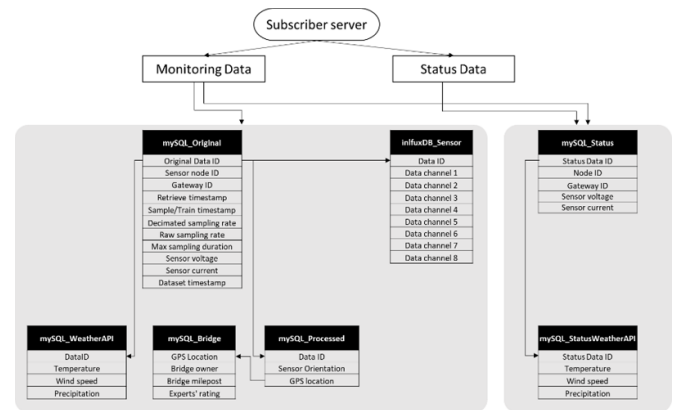 Subscriber server
Monitoring Data
Status Data
mySQL_Original
Original Data ID
Sensor node ID
Gateway ID
Retrieve timestamp
Sample/Train timestamp
Decimated sampling rate
Raw sampling rate
Max sampling duration
Sensor voltage
Sensor current
Dataset timestamp
inlfuxDB_Sensor
Data ID
Data channel 1
Data channel 2
Data channel 3
Data channel 4
Data channel 5
Data channel 6
Data channel 7
Data channel 8
mySQL_Status
Status Data ID
Node ID
Gateway ID
Sensor voltage
Sensor current
mySQL_WeatherAPI
DataID
Temperature
Wind speed
Precipitation
mySQL_Bridge
GPS Location
Bridge owner
Bridge milepost
Experts' rating
mySQL_Processed
Data ID
Sensor Orientation
GPS location
mySQL_StatusWeatherAPI
Status Data ID
Temperature
Wind speed
Precipitation